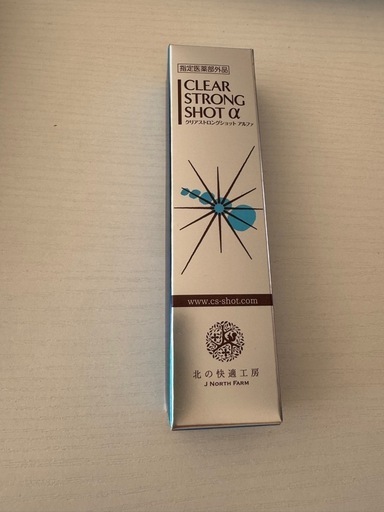 指定医薬部外品
CLEAR
STRONG
SHOT α
クリアストロングショット アルファ
www.cs-shot.com
北の快適工房
J NORTH FARM